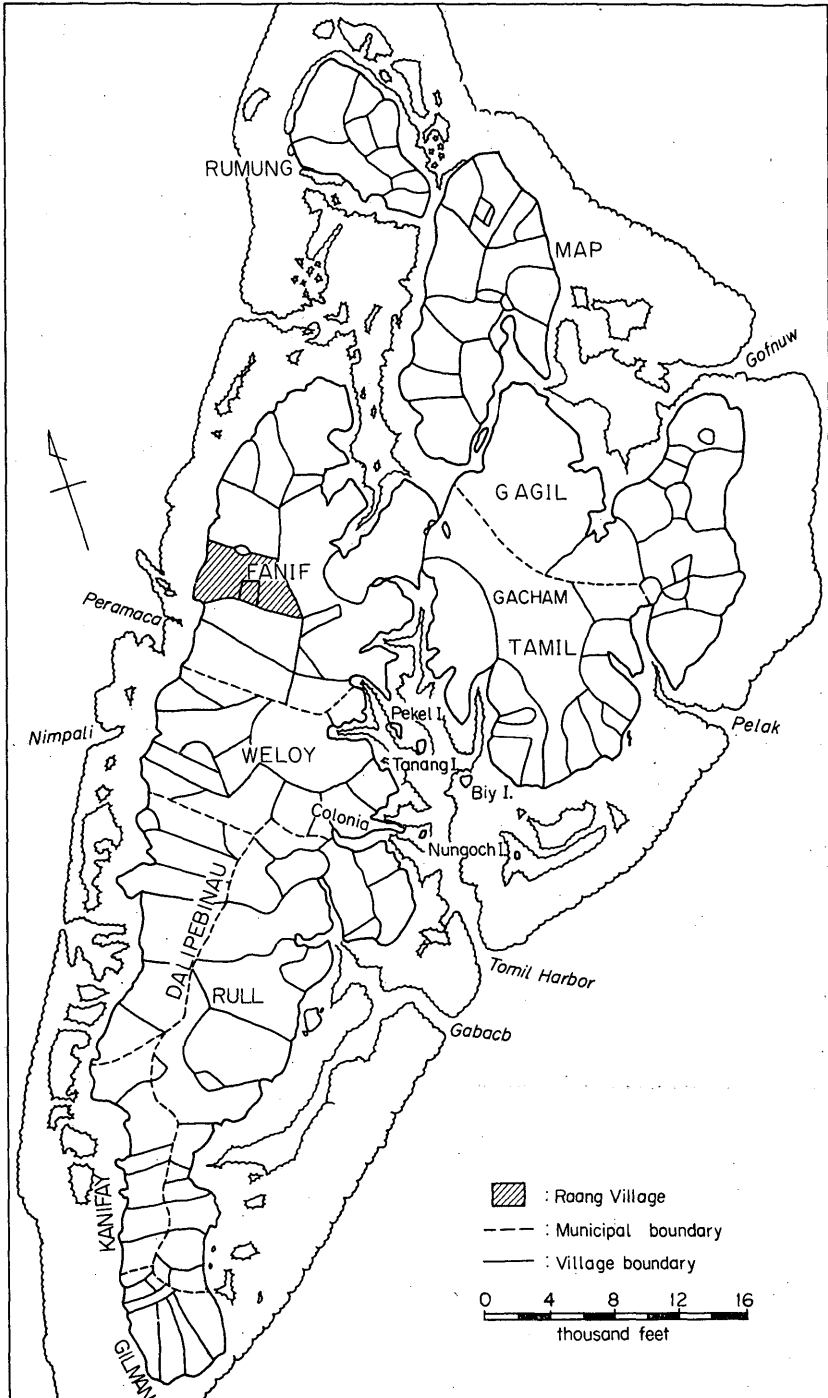 RUMUNG
MAP
Gofnuw
GAGIL
FANIF
GACHAM
Peramaca
TAMIL
Pekel I.
Pelak
Nimpali
WELOY
Tanang I.
Biy I.
Colonia
Nungoch I.
DALIPEBINAU
Tomil Harbor
RULL
Gabach
KANIFAY
GILMAN
: Raang Village
: Municipal boundary
: Village boundary
0 4 8 12 16
thousand feet